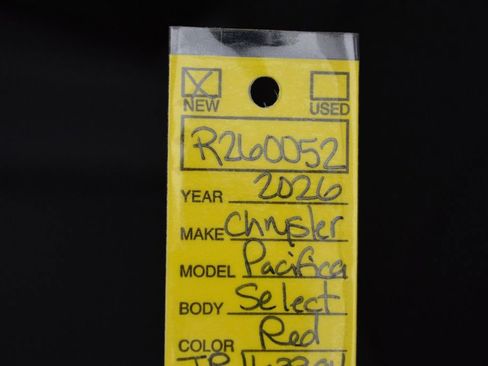 NEW USED
R260052
YEAR 2026
MAKE Chrysler
MODEL Pacifica
BODY Select
COLOR Red